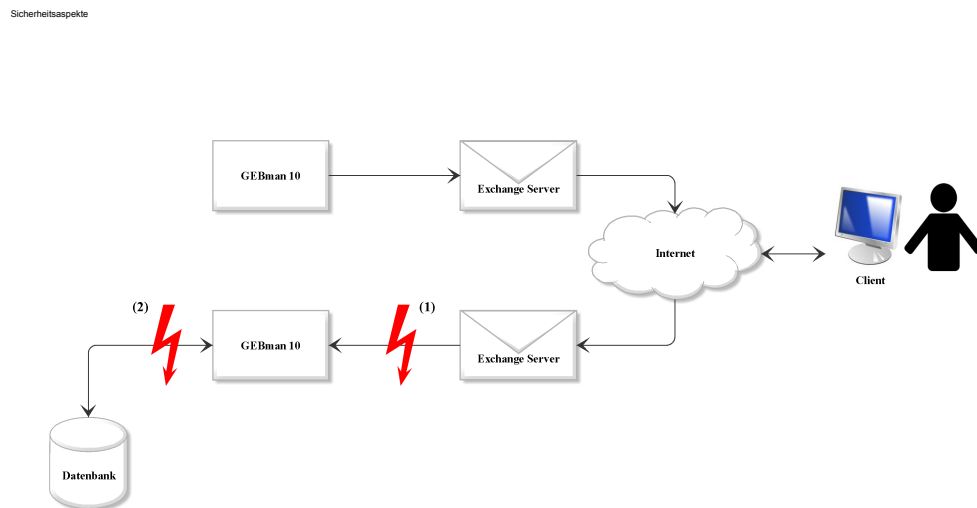 Sicherheitsaspekte
GEBman 10
Exchange Server
Internet
Client
(2)
(1)
GEBman 10
Exchange Server
Datenbank